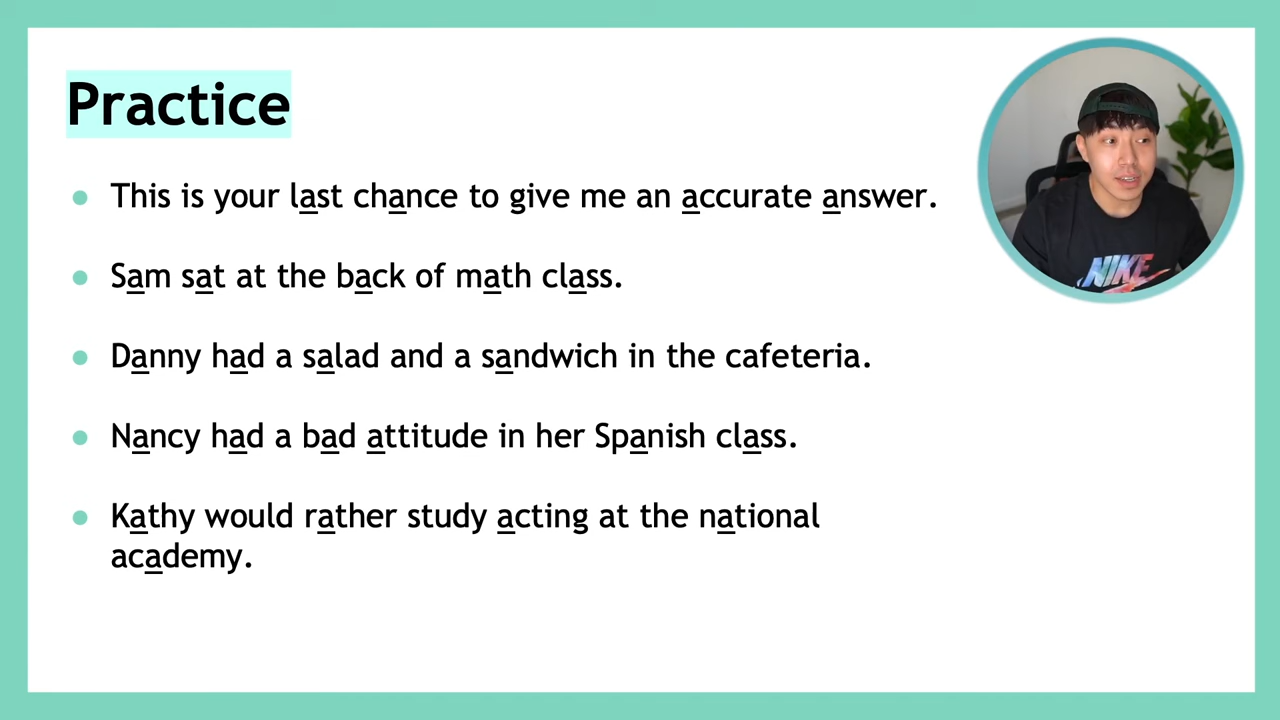 Practice
This is your last chance to give me an accurate answer.
Sam sat at the back of math class.
Danny had a salad and a sandwich in the cafeteria.
Nancy had a bad attitude in her Spanish class.
Kathy would rather study acting at the national
academy.
NIKE